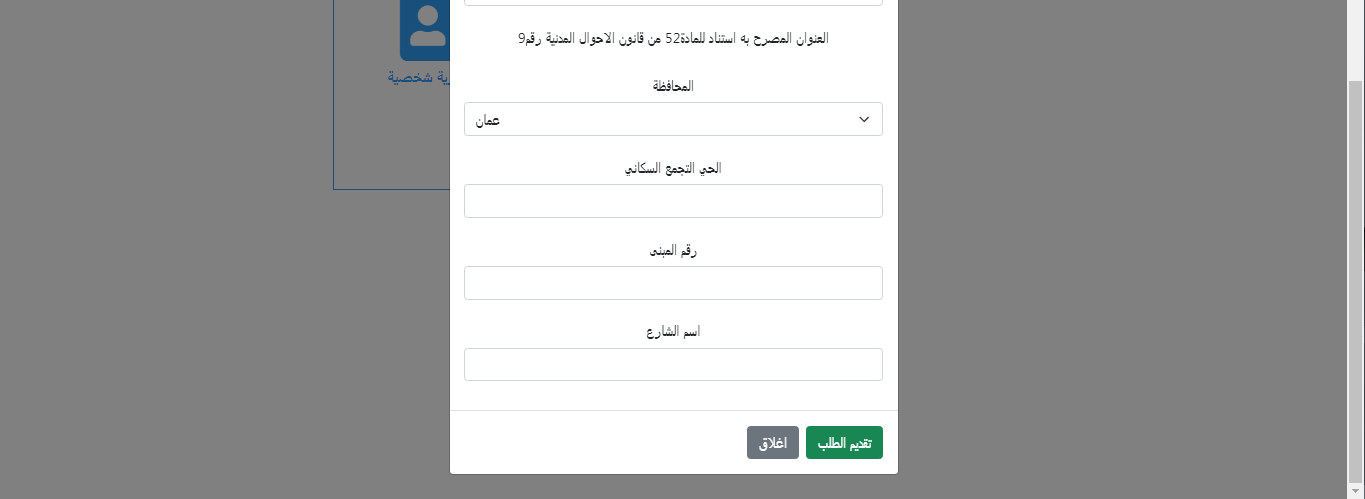 ية شخصية
العنوان المصرح به استناد للمادة52 من قانون الاحوال المدنية رقم9
المحافظة
عمان
الحي التجمع السكاني
رقم المبنى
اسم الشارع
تقديم الطلب
اغلاق